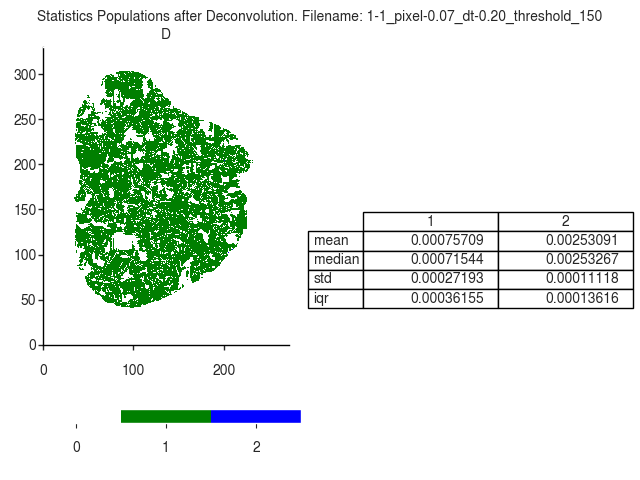 Statistics Populations after Deconvolution. Filename: 1-1_pixel-0.07_dt-0.20_threshold_150
D
300
250
200
150
100
50
0
0 100 200
1 2
mean 0.00075709 0.00253091
median 0.00071544 0.00253267
std 0.00027193 0.00011118
iqr 0.00036155 0.00013616
0 1 2